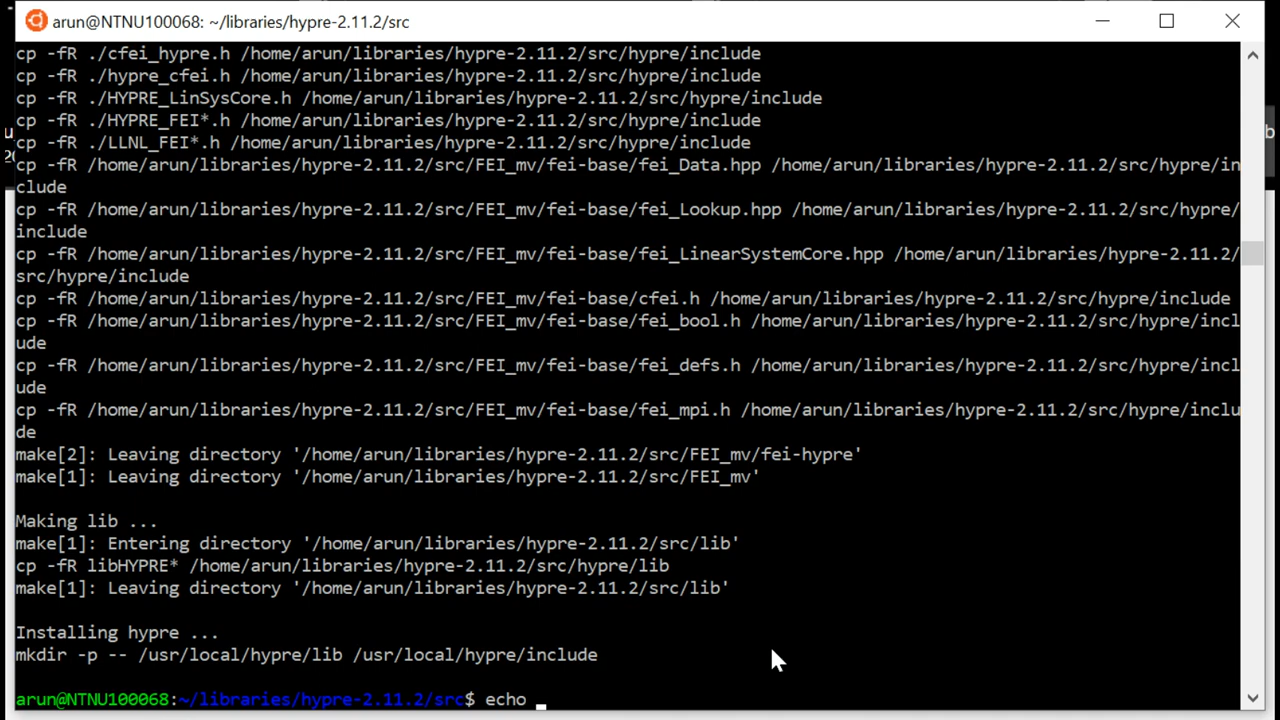 arun@NTNU100068: ~/libraries/hypre-2.11.2/src
cp -fR ./cfei_hypre.h /home/arun/libraries/hypre-2.11.2/src/hypre/include
cp -fR ./hypre_cfei.h /home/arun/libraries/hypre-2.11.2/src/hypre/include
cp -fR ./HYPRE_LinSysCore.h /home/arun/libraries/hypre-2.11.2/src/hypre/include
cp -fR ./HYPRE_FEI*.h /home/arun/libraries/hypre-2.11.2/src/hypre/include
cp -fR ./LLNL_FEI*.h /home/arun/libraries/hypre-2.11.2/src/hypre/include
cp -fR /home/arun/libraries/hypre-2.11.2/src/FEI_mv/fei-base/fei_Data.hpp /home/arun/libraries/hypre-2.11.2/src/hypre/in
clude
cp -fR /home/arun/libraries/hypre-2.11.2/src/FEI_mv/fei-base/fei_Lookup.hpp /home/arun/libraries/hypre-2.11.2/src/hypre/
include
cp -fR /home/arun/libraries/hypre-2.11.2/src/FEI_mv/fei-base/fei_LinearSystemCore.hpp /home/arun/libraries/hypre-2.11.2/
src/hypre/include
cp -fR /home/arun/libraries/hypre-2.11.2/src/FEI_mv/fei-base/cfei.h /home/arun/libraries/hypre-2.11.2/src/hypre/include
cp -fR /home/arun/libraries/hypre-2.11.2/src/FEI_mv/fei-base/fei_bool.h /home/arun/libraries/hypre-2.11.2/src/hypre/incl
ude
cp -fR /home/arun/libraries/hypre-2.11.2/src/FEI_mv/fei-base/fei_defs.h /home/arun/libraries/hypre-2.11.2/src/hypre/incl
ude
cp -fR /home/arun/libraries/hypre-2.11.2/src/FEI_mv/fei-base/fei_mpi.h /home/arun/libraries/hypre-2.11.2/src/hypre/inclu
de
make[2]: Leaving directory '/home/arun/libraries/hypre-2.11.2/src/FEI_mv/fei-hypre'
make[1]: Leaving directory '/home/arun/libraries/hypre-2.11.2/src/FEI_mv'
Making lib ...
make[1]: Entering directory '/home/arun/libraries/hypre-2.11.2/src/lib'
cp -fR libHYPRE* /home/arun/libraries/hypre-2.11.2/src/hypre/lib
make[1]: Leaving directory '/home/arun/libraries/hypre-2.11.2/src/lib'
Installing hypre ...
mkdir -p -- /usr/local/hypre/lib /usr/local/hypre/include
arun@NTNU100068:~/libraries/hypre-2.11.2/src$ echo _